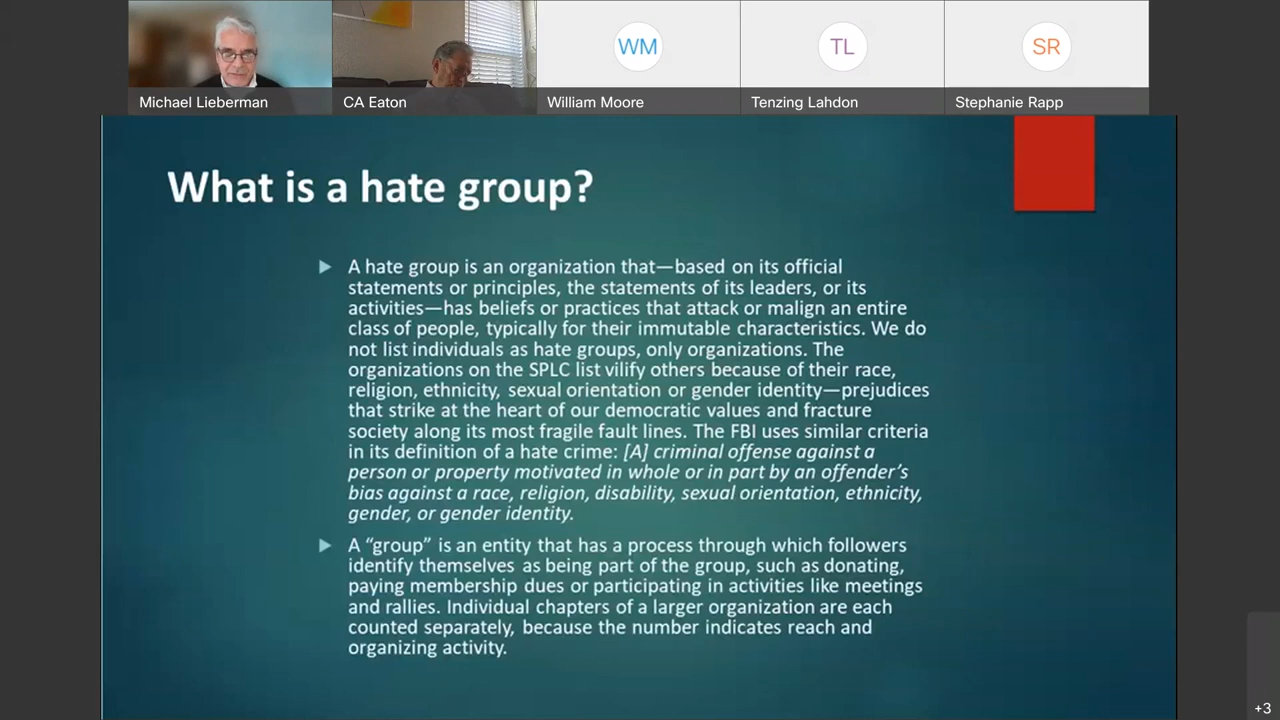 WM
TL
SR
Michael Lieberman
CA Eaton
William Moore
Tenzing Lahdon
Stephanie Rapp
What is a hate group?
A hate group is an organization that—based on its official
statements or principles, the statements of its leaders, or its
activities—has beliefs or practices that attack or malign an entire
class of people, typically for their immutable characteristics. We do
not list individuals as hate groups, only organizations. The
organizations on the SPLC list vilify others because of their race,
religion, ethnicity, sexual orientation or gender identity—prejudices
that strike at the heart of our democratic values and fracture
society along its most fragile fault lines. The FBI uses similar criteria
in its definition of a hate crime: [A] criminal offense against a
person or property motivated in whole or in part by an offender’s
bias against a race, religion, disability, sexual orientation, ethnicity,
gender, or gender identity.
A “group” is an entity that has a process through which followers
identify themselves as being part of the group, such as donating,
paying membership dues or participating in activities like meetings
and rallies. Individual chapters of a larger organization are each
counted separately, because the number indicates reach and
organizing activity.
+3